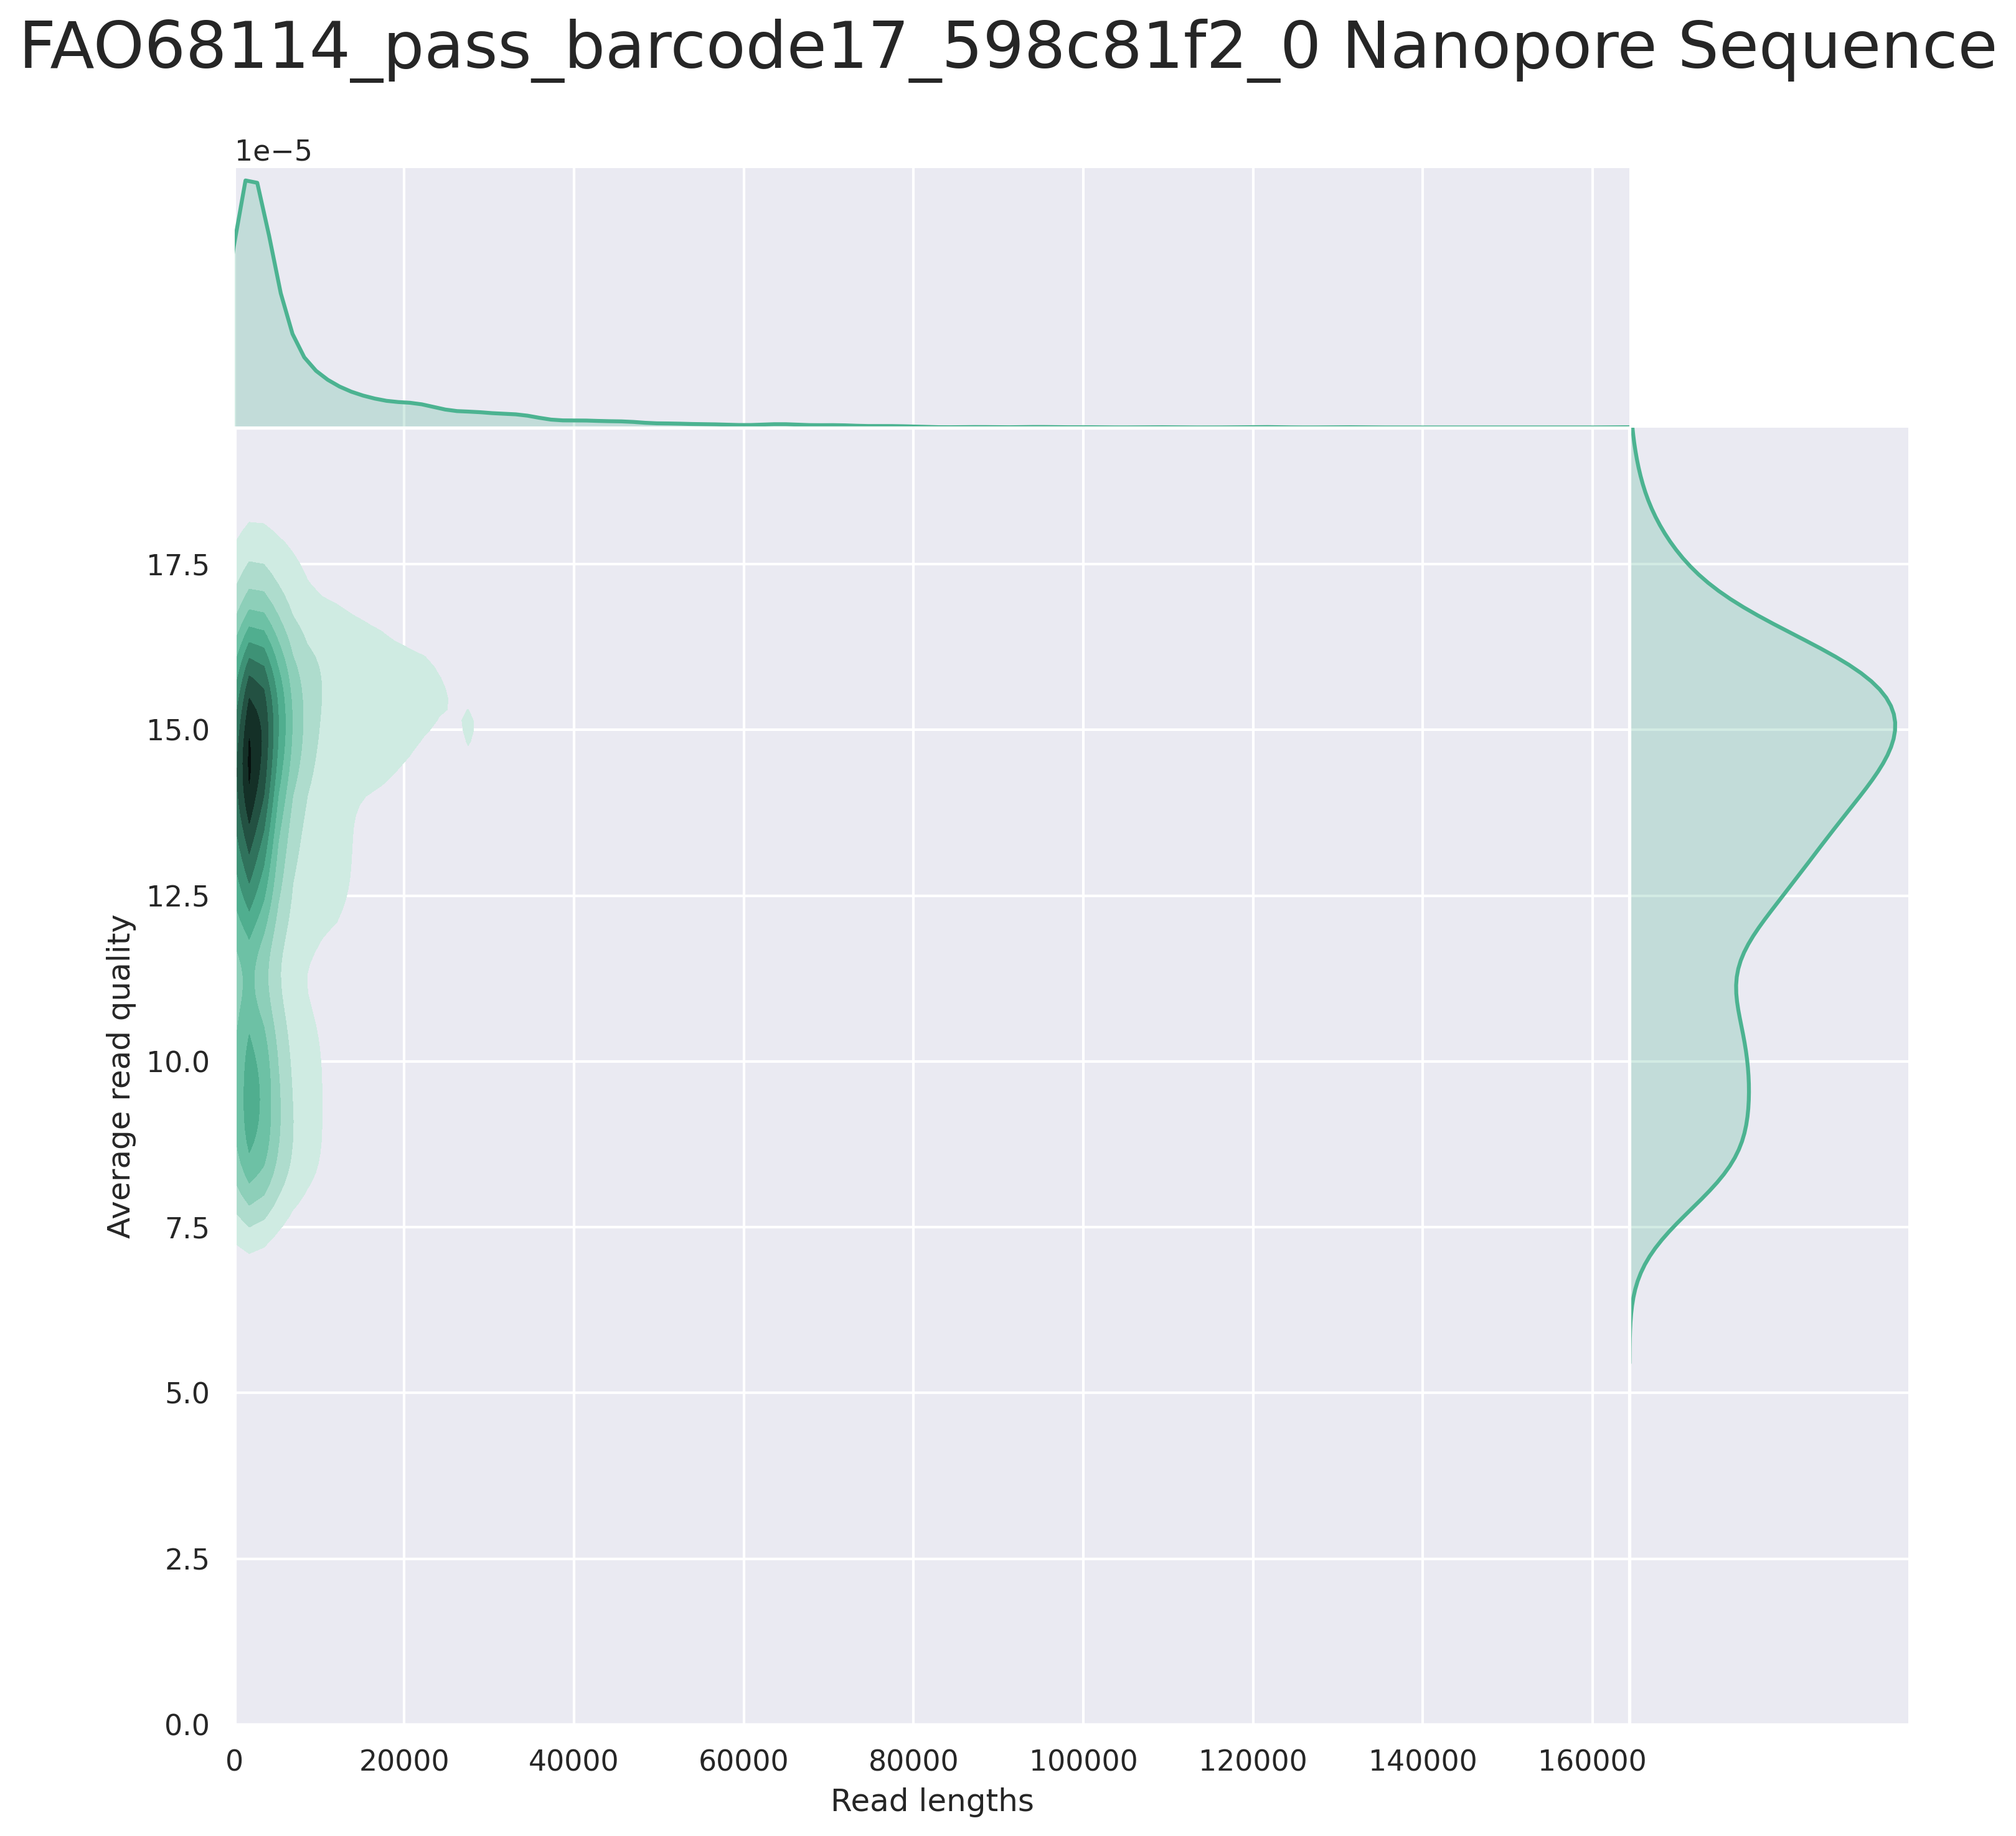 FAO68114_pass_barcode17_598c81f2_0 Nanopore Sequence
1e−5
17.5
15.0
12.5
10.0
7.5
5.0
2.5
0.0
Average read quality
0 20000 40000 60000 80000 100000 120000 140000 160000
Read lengths